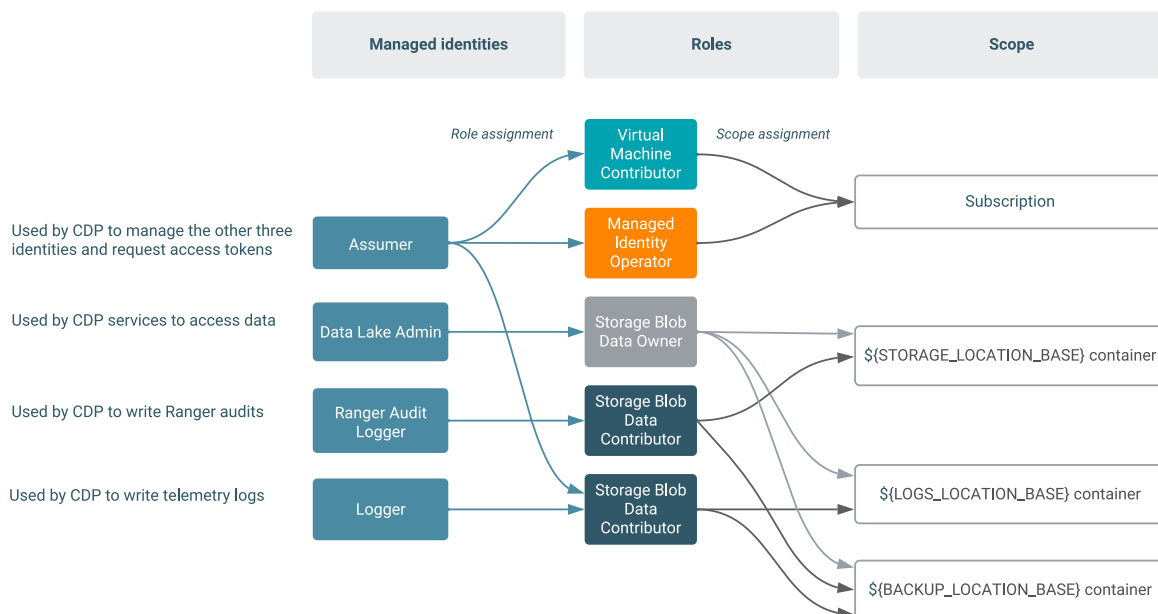 Managed identities
Roles
Scope
Role assignment
Scope assignment
Virtual
Machine
Contributor
Subscription
Used by CDP to manage the other three
identities and request access tokens
Assumer
Managed
Identity
Operator
Used by CDP services to access data
Data Lake Admin
Storage Blob
Data Owner
${STORAGE_LOCATION_BASE} container
Used by CDP to write Ranger audits
Ranger Audit
Logger
Storage Blob
Data
Contributor
Used by CDP to write telemetry logs
Logger
Storage Blob
Data
Contributor
${LOGS_LOCATION_BASE} container
${BACKUP_LOCATION_BASE} container